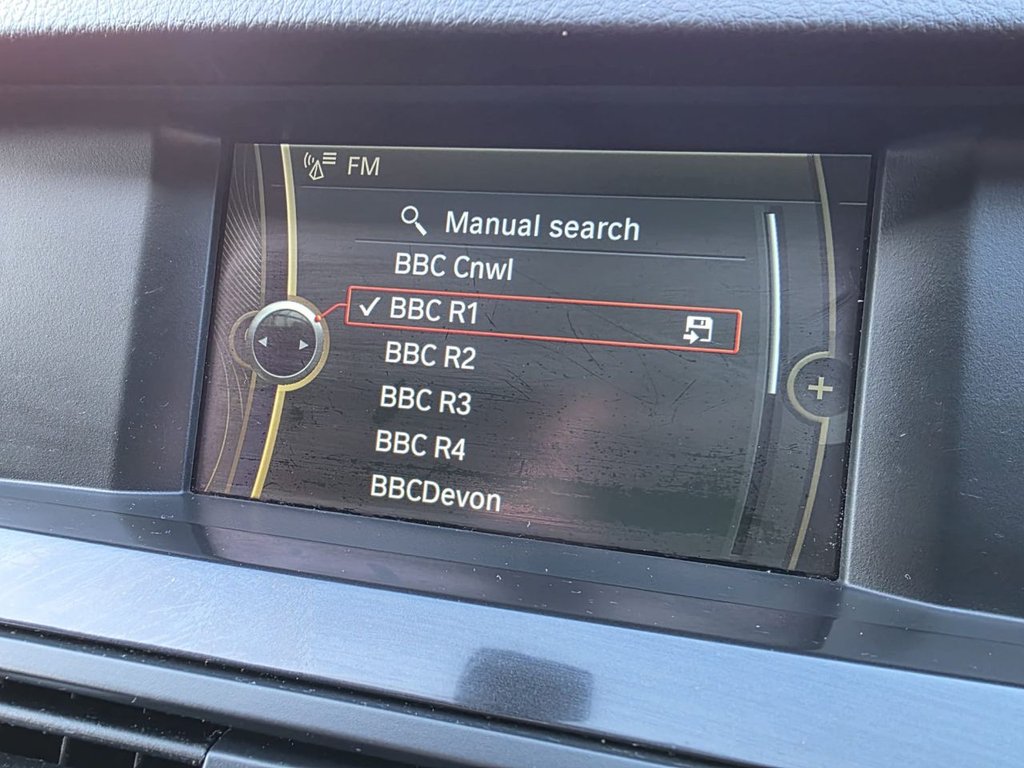 FM
Manual search
BBC Cnwl
BBC R1
BBC R2
BBC R3
BBC R4
BBCDevon